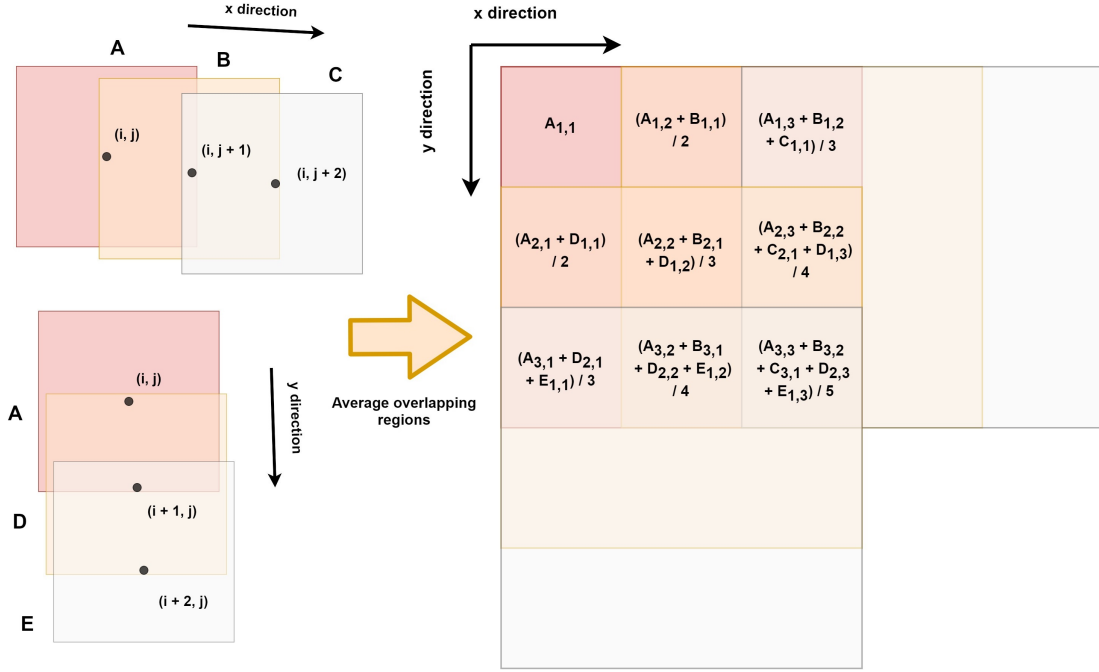 x direction
A
B
C
(i, j)
(i, j + 1)
(i, j + 2)
(i, j)
A
y direction
D
(i + 1, j)
(i + 2, j)
E
Average overlapping
regions
x direction
y direction
A1,1
(A1,2 + B1,1)
/ 2
(A1,3 + B1,2
+ C1,1) / 3
(A2,1 + D1,1)
/ 2
(A2,2 + B2,1
+ D1,2) / 3
(A2,3 + B2,2
+ C2,1 + D1,3)
/ 4
(A3,1 + D2,1
+ E1,1) / 3
(A3,2 + B3,1
+ D2,2 + E1,2)
/ 4
(A3,3 + B3,2
+ C3,1 + D2,3
+ E1,3) / 5